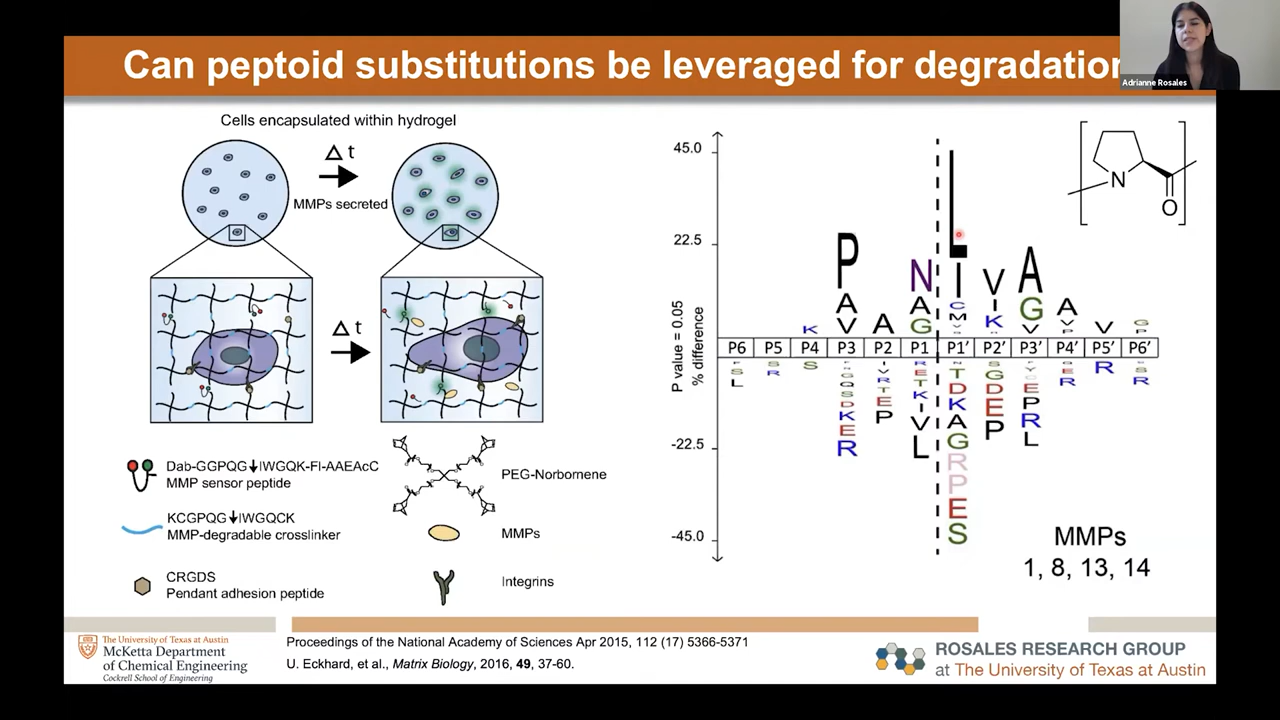 Can peptoid substitutions be leveraged for degradation
Adrianne Rosales
Cells encapsulated within hydrogel
Δ t
MMPs secreted
Δ t
Dab-GGPQG↓IWGQK-Fl-AAEAcC
MMP sensor peptide
KCGPQG↓IWGQCK
MMP-degradable crosslinker
CRGDS
Pendant adhesion peptide
PEG-Norbornene
MMPs
Integrins
45.0
22.5
-22.5
-45.0
P value = 0.05
% difference
P6 P5 P4 P3 P2 P1 P1′ P2′ P3′ P4′ P5′ P6′
K
P
A
V
A
N
A
G
L
I
C
M
V
I
K
A
G
V
A
V
G
S
L
S
R
S
D
K
E
R
R
T
E
P
E
T
K
I
V
L
T
D
K
A
G
R
P
E
S
S
G
D
E
P
E
P
R
L
E
R
R
S
R
N
O
MMPs
1, 8, 13, 14
The University of Texas at Austin
McKetta Department
of Chemical Engineering
Cockrell School of Engineering
Proceedings of the National Academy of Sciences Apr 2015, 112 (17) 5366-5371
U. Eckhard, et al., Matrix Biology, 2016, 49, 37-60.
ROSALES RESEARCH GROUP
at The University of Texas at Austin